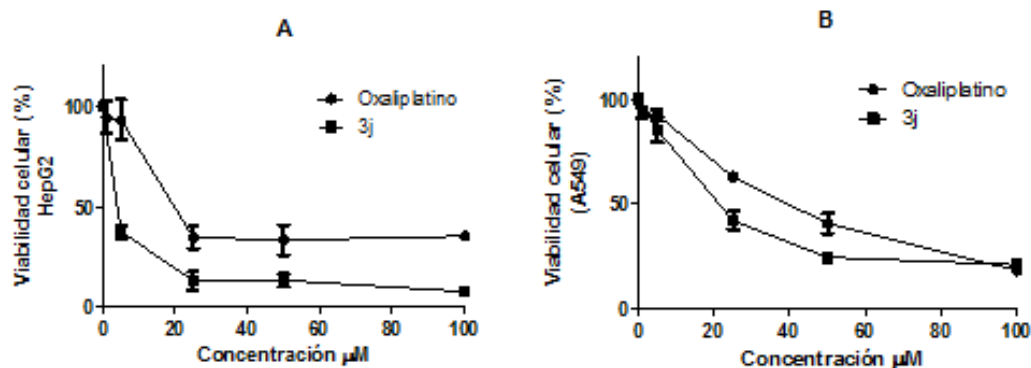 A
Viabilidad celular (%)
HepG2
100
50
0
0 20 40 60 80 100
Concentración µM
Oxaliplatino
3j
B
Viabilidad celular (%)
(A549)
100
50
0
0 20 40 60 80 100
Concentración µM
Oxaliplatino
3j